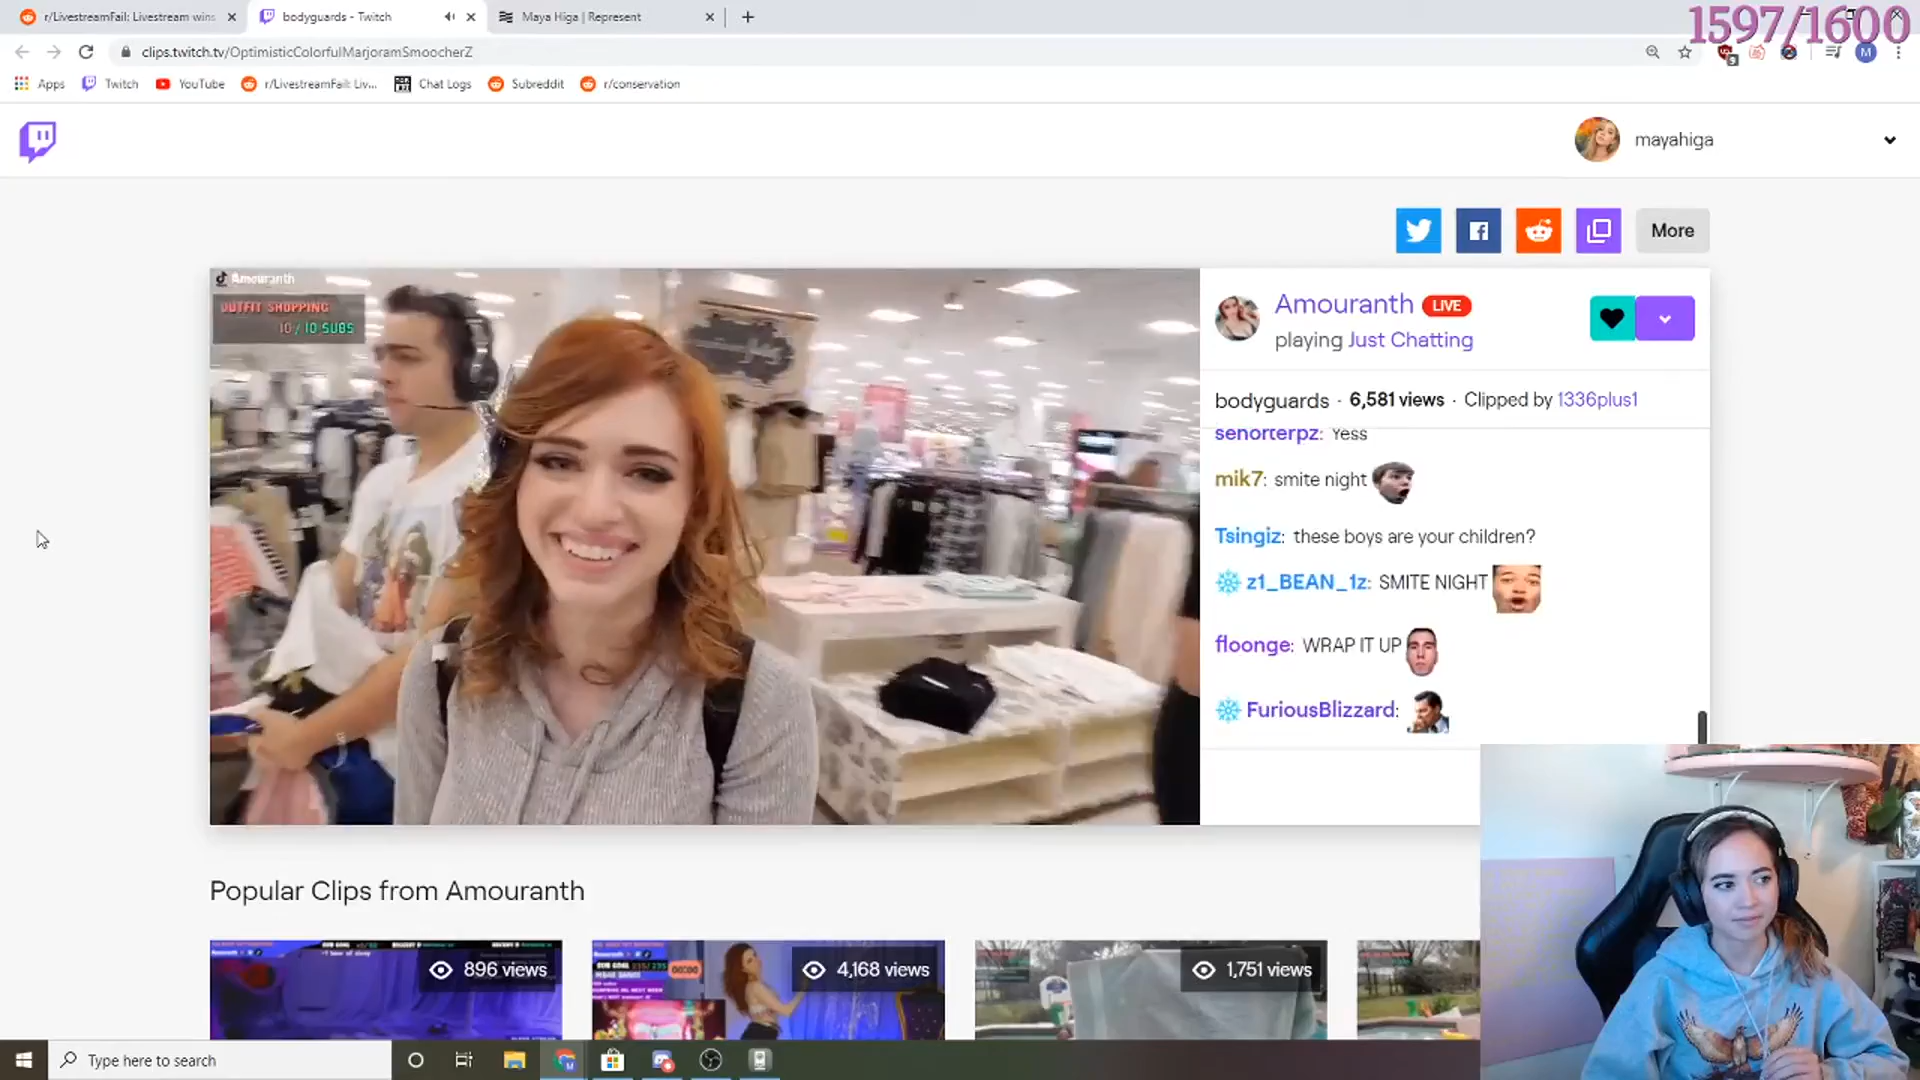 r/LivestreamFail: Livestream wins
bodyguards - Twitch
Maya Higa | Represent
1597/1600
clips.twitch.tv/OptimisticColorfulMarjoramSmoocherZ
M
Apps
Twitch
YouTube
r/LivestreamFail: Liv...
Chat Logs
Subreddit
r/conservation
mayahiga
More
Amouranth
OUTFIT SHOPPING
10/10 SUBS
Amouranth LIVE
playing Just Chatting
bodyguards · 6,581 views · Clipped by 1336plus1
senorterpz: Yess
mik7: smite night
Tsingiz: these boys are your children?
z1_BEAN_1z: SMITE NIGHT
floonge: WRAP IT UP
FuriousBlizzard:
Popular Clips from Amouranth
896 views
4,168 views
1,751 views
Type here to search